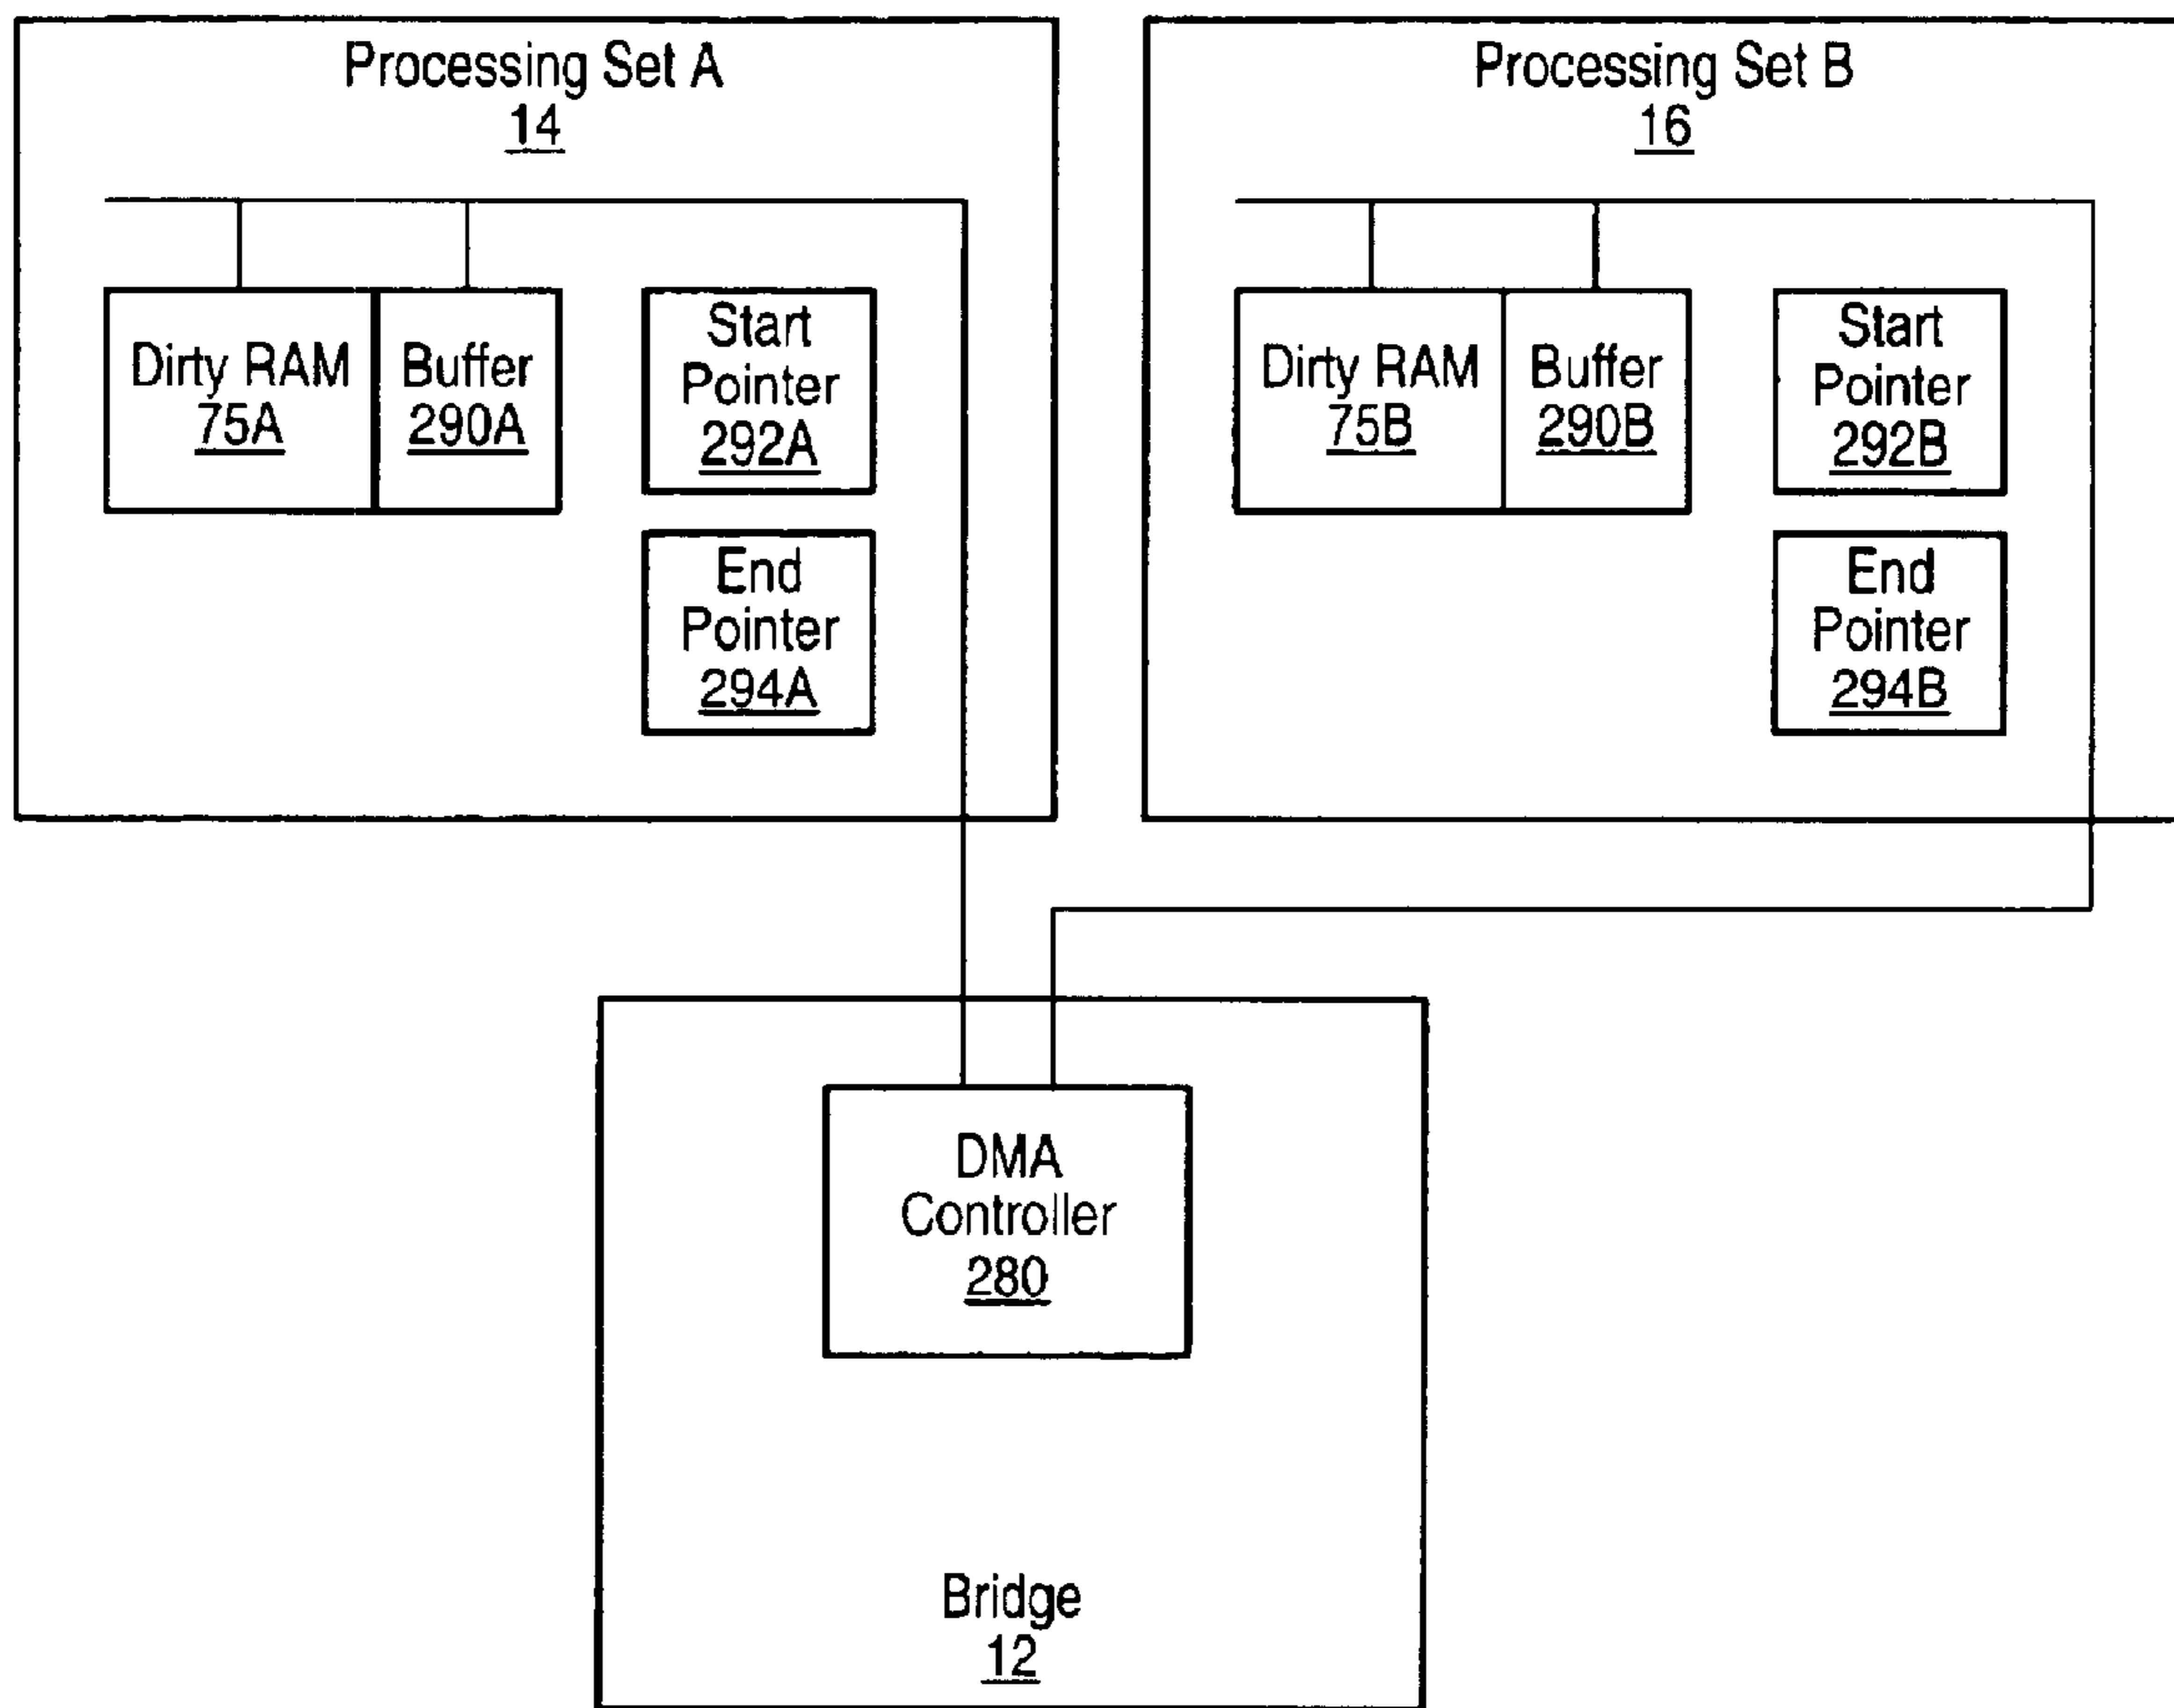 Processing Set A
14
Dirty RAM
75A
Buffer
290A
Start
Pointer
292A
End
Pointer
294A
Processing Set B
16
Dirty RAM
75B
Buffer
290B
Start
Pointer
292B
End
Pointer
294B
DMA
Controller
280
Bridge
12